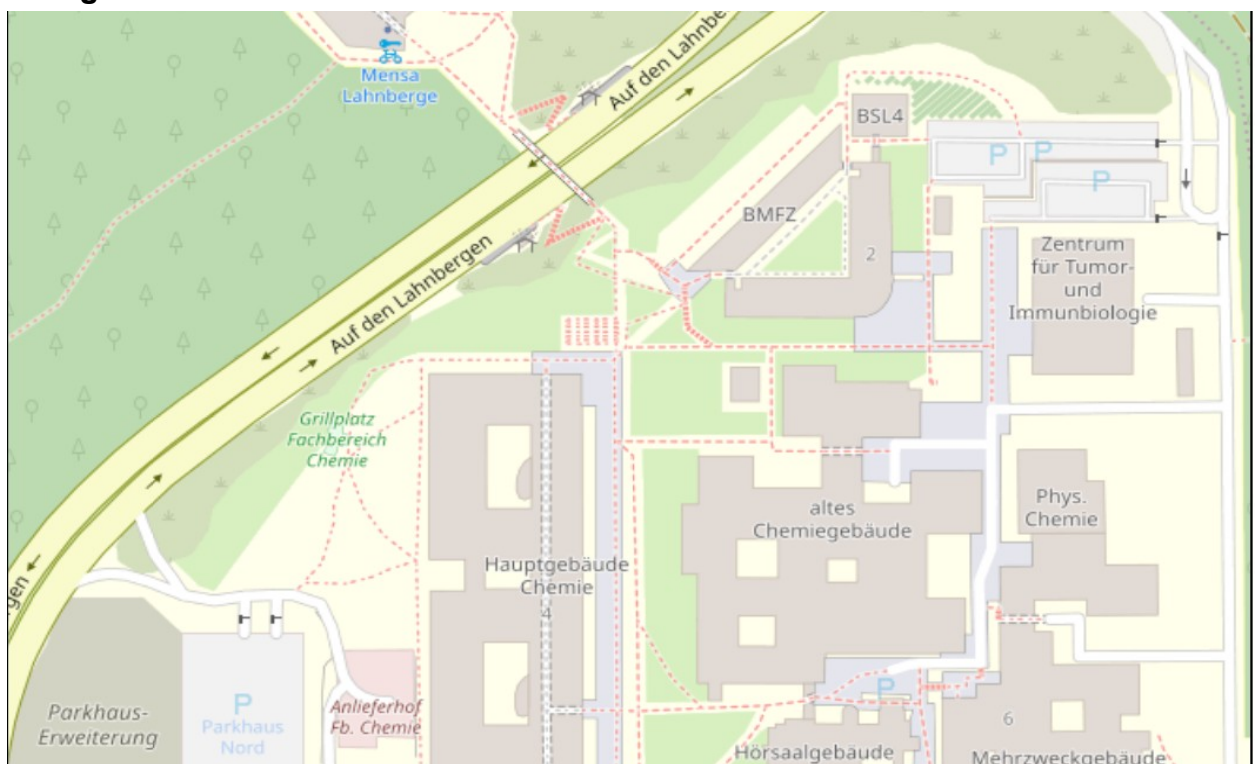 Mensa
Lahnberge
Auf den Lahnber
BSL4
P
P
P
BMFZ
2
Zentrum
für Tumor-
und
Immunbiologie
Auf den Lahnbergen
Grillplatz
Fachbereich
Chemie
altes
Chemiegebäude
Phys.
Chemie
Hauptgebäude
Chemie
4
gen
Parkhaus-
Erweiterung
P
Parkhaus
Nord
Anlieferhof
Fb. Chemie
P
6
Hörsaalgebäude
Mehrzweckgebäude